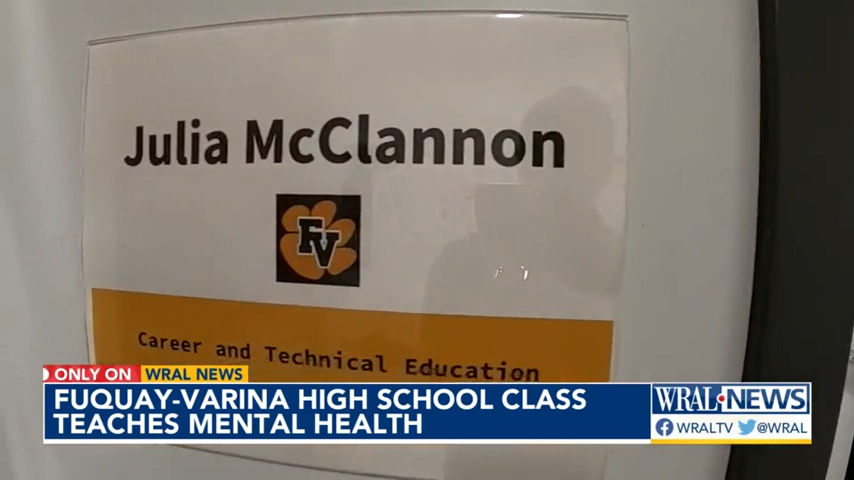 Julia McClannon
FV
Career and Technical Education
ONLY ON WRAL NEWS
FUQUAY-VARINA HIGH SCHOOL CLASS
TEACHES MENTAL HEALTH
WRAL NEWS
WRALTV @WRAL